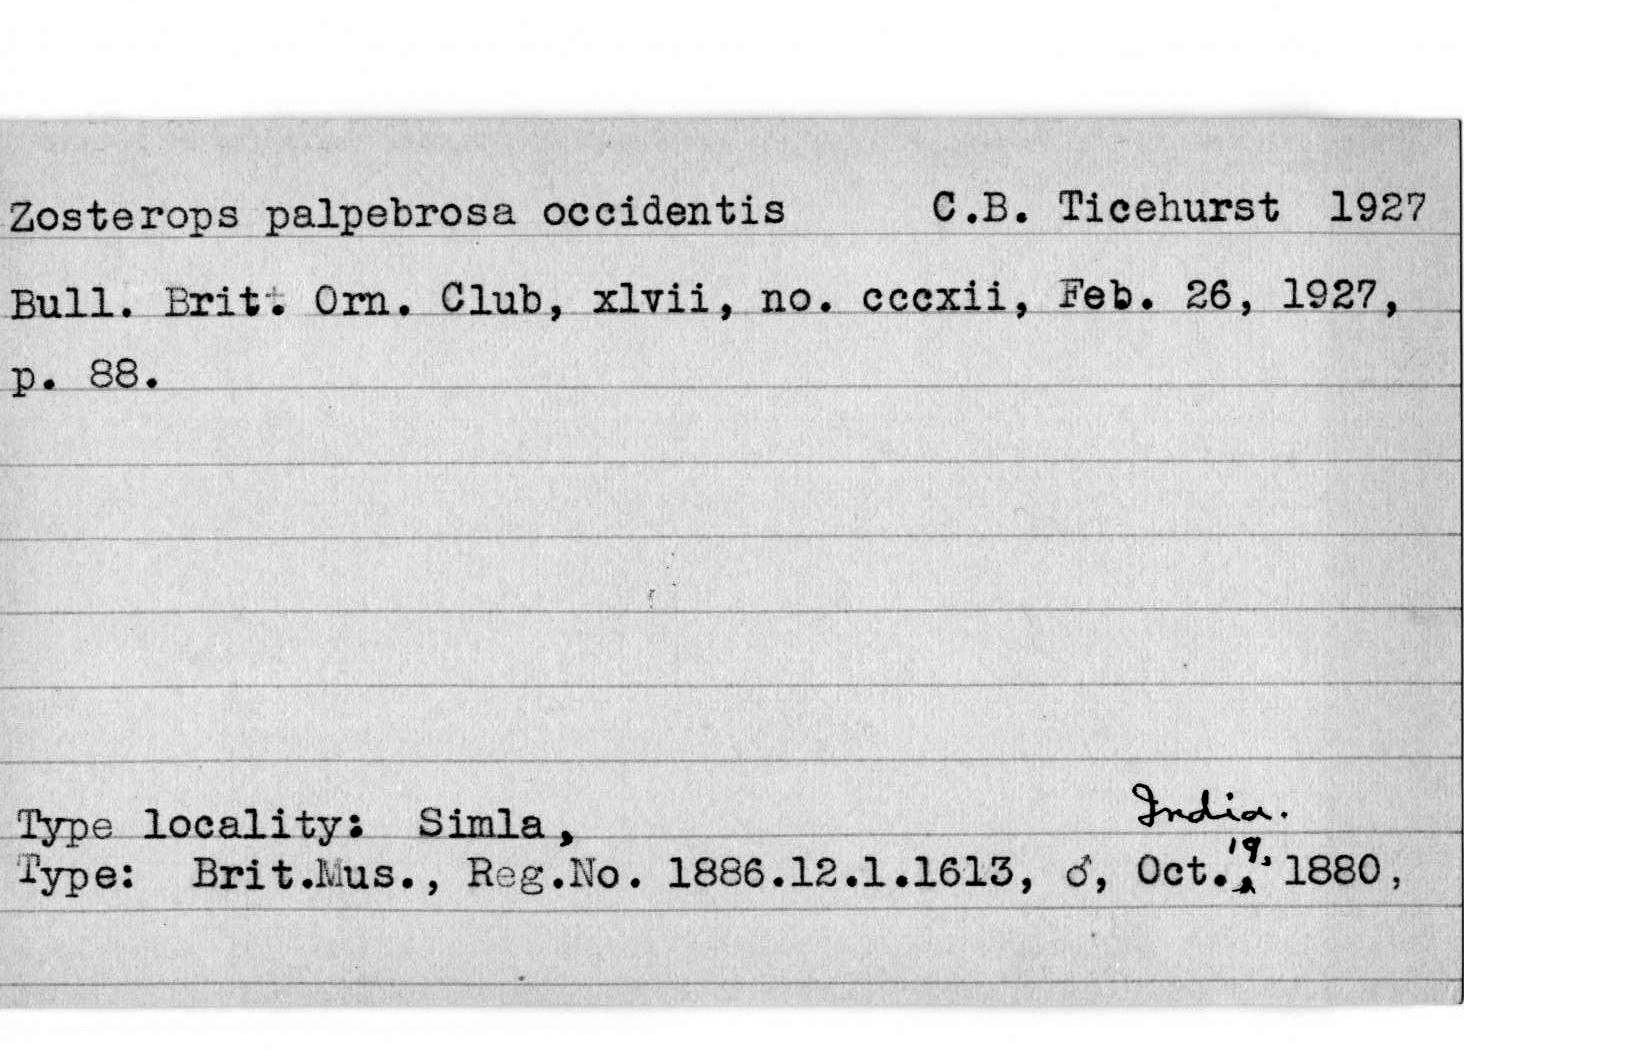 Zosterops palpebrosa occidentis C.B. Ticehurst 1927
Bull. Brit. Orn. Club, xlvii, no. cccxii, Feb. 26, 1927,
p. 88.
Type locality: Simla, India.
Type: Brit.Mus., Reg.No. 1886.12.1.1613, ♂, Oct. 19, 1880,